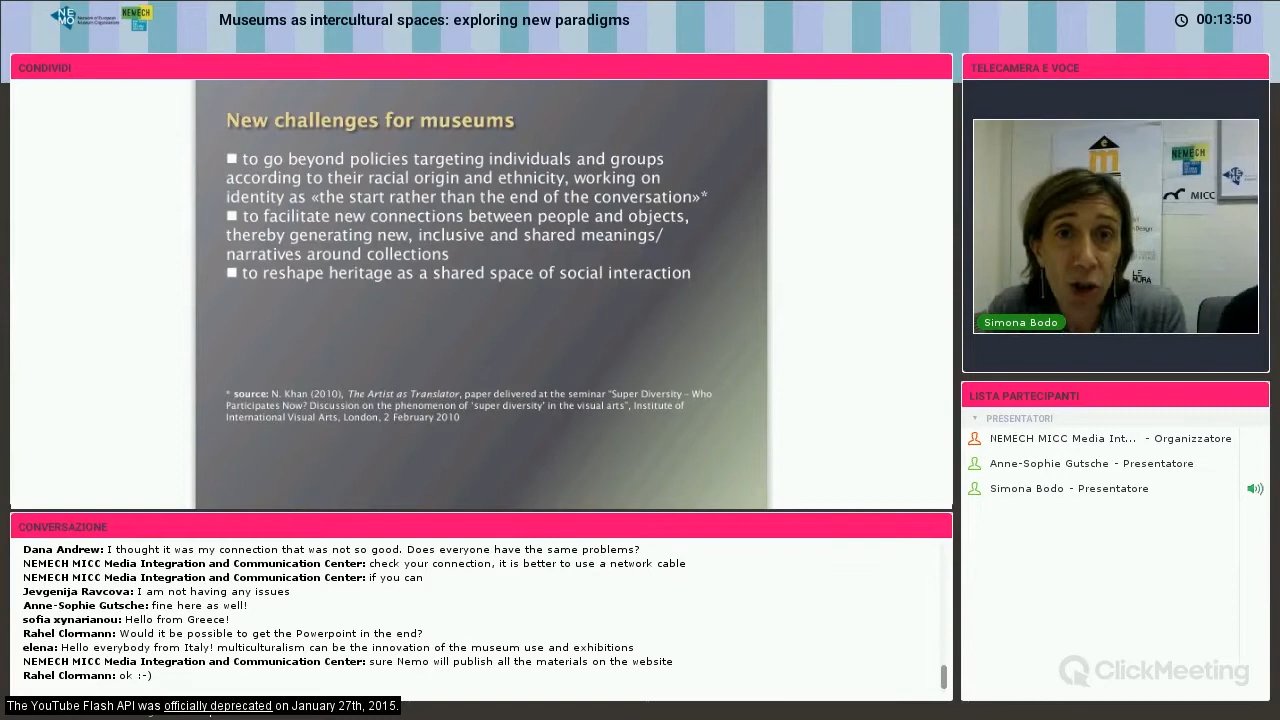 NEMO Network of European Museum Organisations NEMECH
Museums as intercultural spaces: exploring new paradigms
00:13:50
CONDIVIDI
New challenges for museums
■ to go beyond policies targeting individuals and groups
according to their racial origin and ethnicity, working on
identity as «the start rather than the end of the conversation»*
■ to facilitate new connections between people and objects,
thereby generating new, inclusive and shared meanings/
narratives around collections
■ to reshape heritage as a shared space of social interaction
* source: N. Khan (2010), The Artist as Translator, paper delivered at the seminar “Super Diversity – Who
Participates Now? Discussion on the phenomenon of ‘super diversity’ in the visual arts”, Institute of
International Visual Arts, London, 2 February 2010
TELECAMERA E VOCE
NEMECH
MICC
Simona Bodo
LISTA PARTECIPANTI
PRESENTATORI
NEMECH MICC Media Int... - Organizzatore
Anne-Sophie Gutsche - Presentatore
Simona Bodo - Presentatore
CONVERSAZIONE
Dana Andrew: I thought it was my connection that was not so good. Does everyone have the same problems?
NEMECH MICC Media Integration and Communication Center: check your connection, it is better to use a network cable
NEMECH MICC Media Integration and Communication Center: if you can
Jevgenija Ravcova: I am not having any issues
Anne-Sophie Gutsche: fine here as well!
sofia xynarianou: Hello from Greece!
Rahel Clormann: Would it be possible to get the Powerpoint in the end?
elena: Hello everybody from Italy! multiculturalism can be the innovation of the museum use and exhibitions
NEMECH MICC Media Integration and Communication Center: sure Nemo will publish all the materials on the website
Rahel Clormann: ok :-)
ClickMeeting
The YouTube Flash API was officially deprecated on January 27th, 2015.